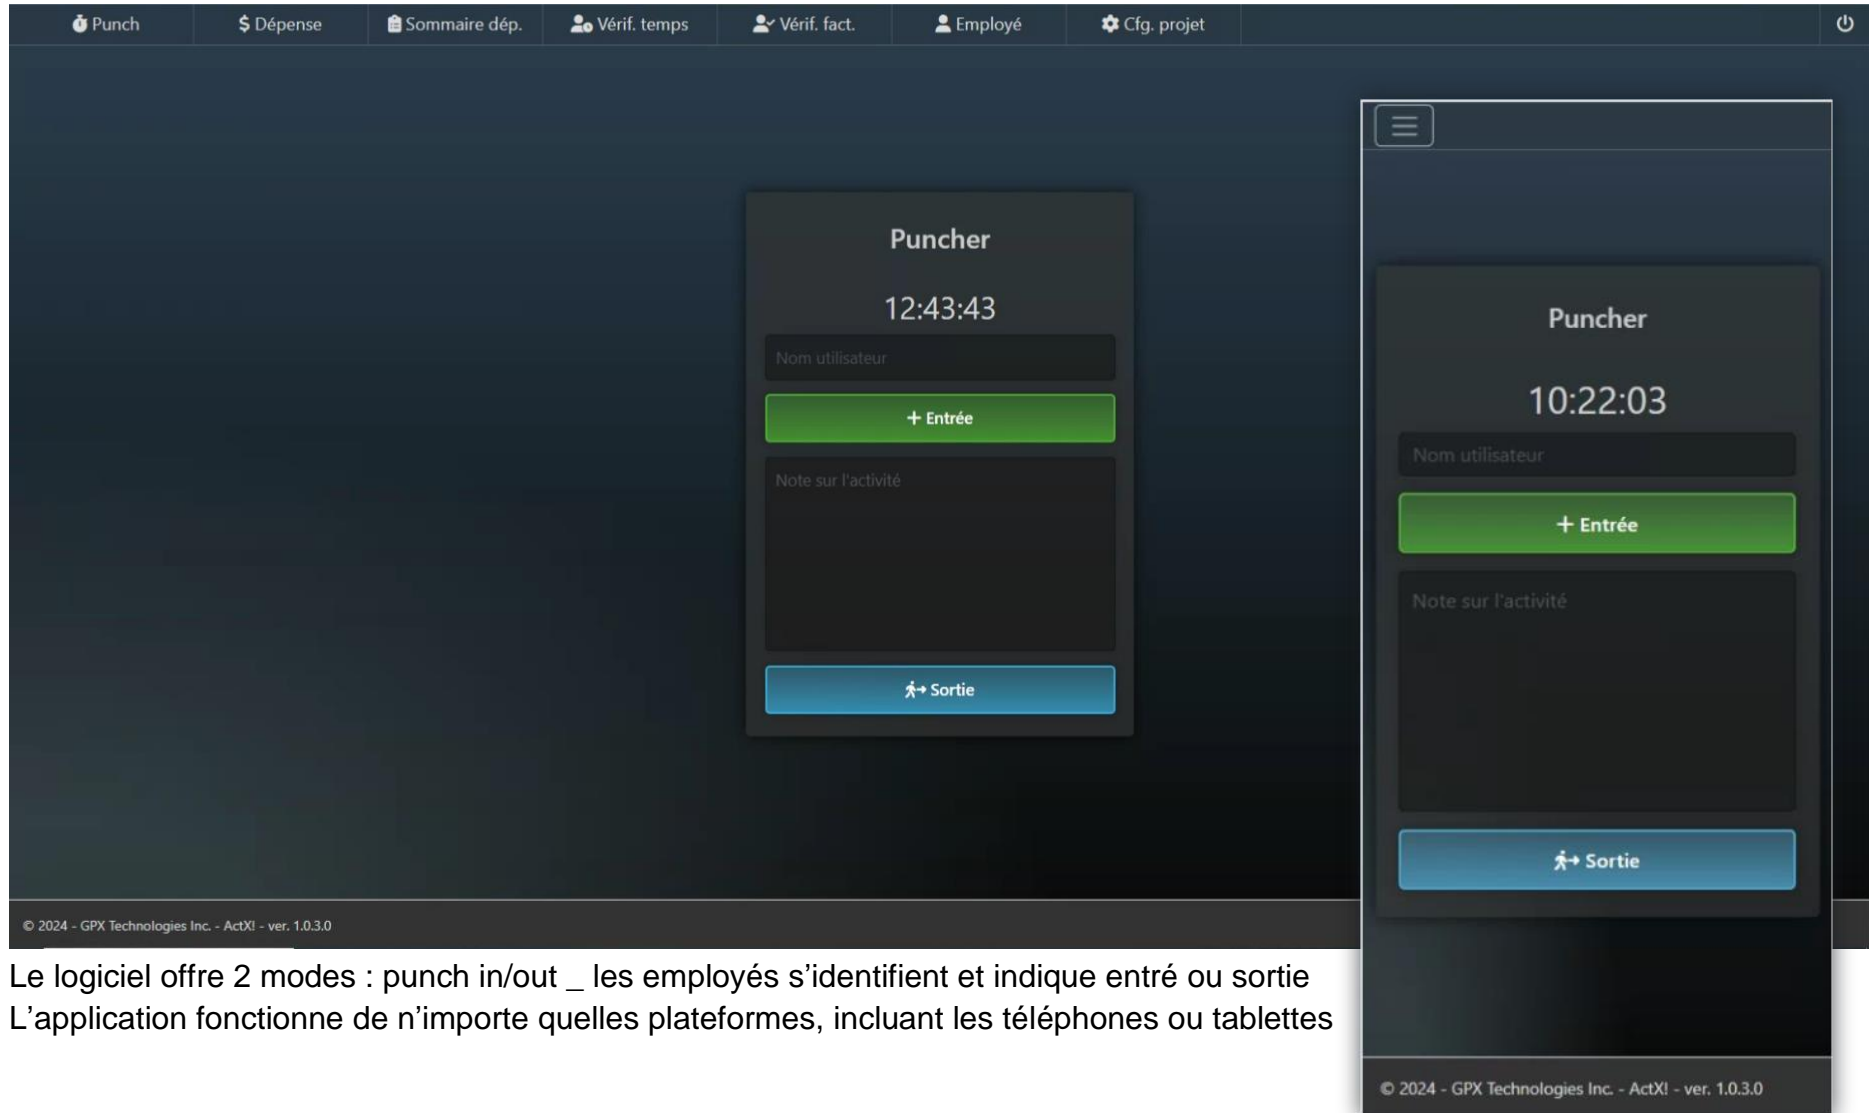 Punch
$ Dépense
Sommaire dép.
Vérif. temps
Vérif. fact.
Employé
Cfg. projet
Puncher
12:43:43
Nom utilisateur
+ Entrée
Note sur l'activité
Sortie
© 2024 - GPX Technologies Inc. - ActX! - ver. 1.0.3.0
Puncher
10:22:03
Nom utilisateur
+ Entrée
Note sur l'activité
Sortie
© 2024 - GPX Technologies Inc. - ActX! - ver. 1.0.3.0
Le logiciel offre 2 modes : punch in/out _ les employés s’identifient et indique entré ou sortie
L’application fonctionne de n’importe quelles plateformes, incluant les téléphones ou tablettes